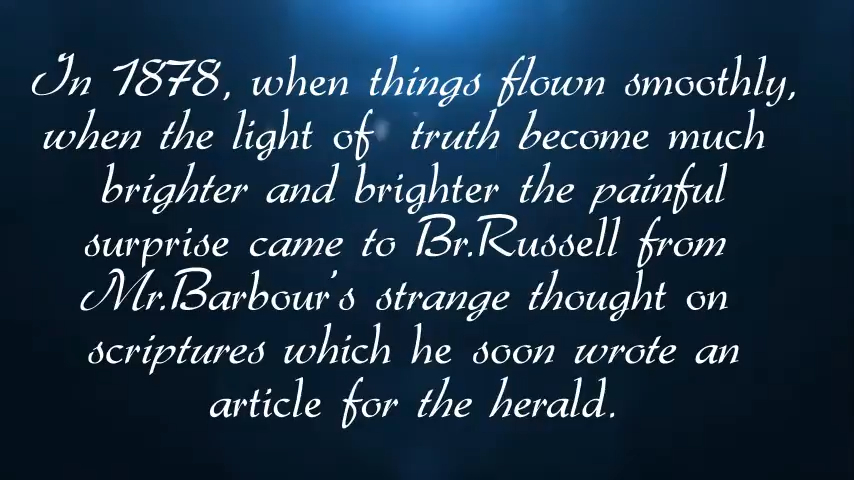 In 1878, when things flown smoothly,
when the light of truth become much
brighter and brighter the painful
surprise came to Br.Russell from
Mr.Barbour's strange thought on
scriptures which he soon wrote an
article for the herald.